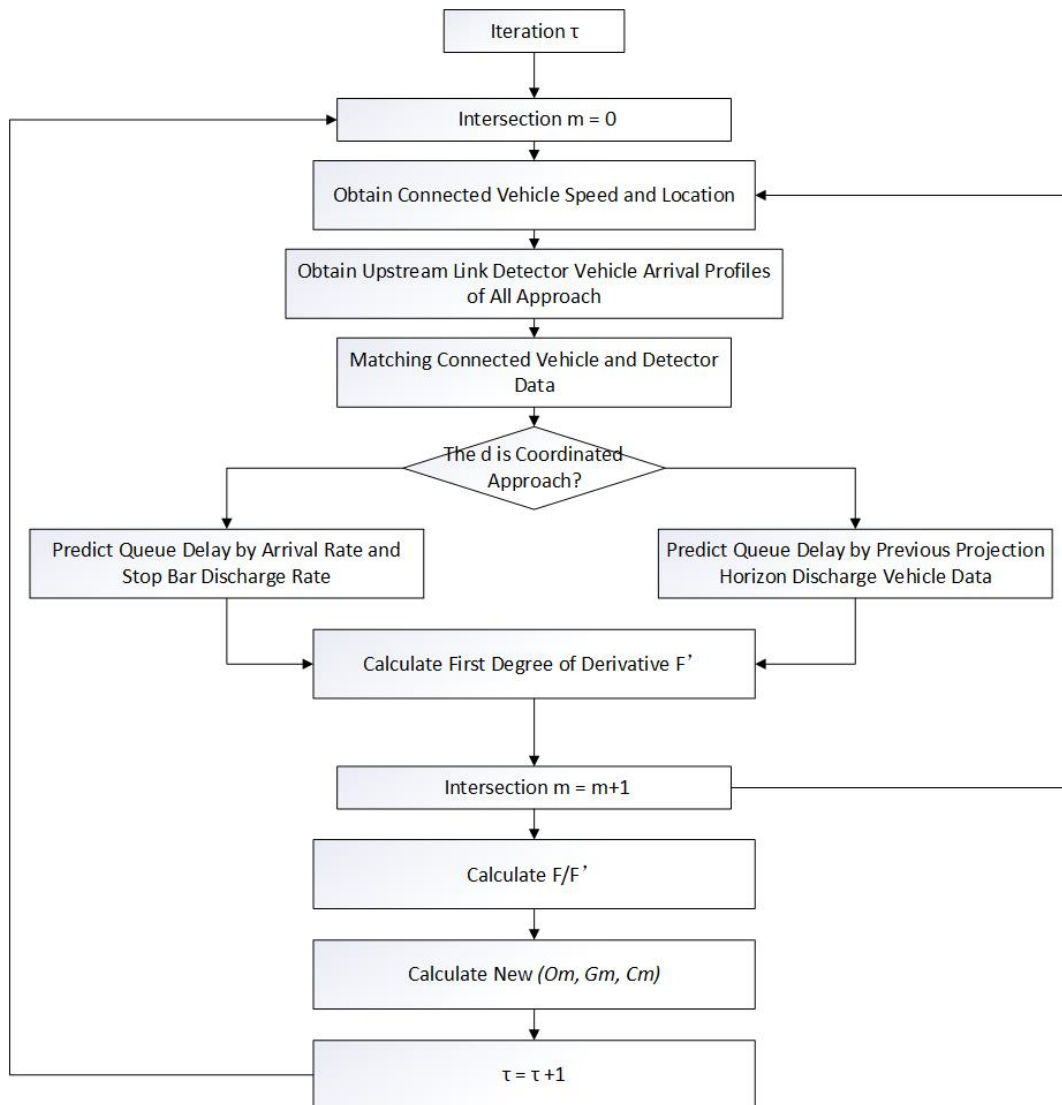 Iteration τ
Intersection m = 0
Obtain Connected Vehicle Speed and Location
Obtain Upstream Link Detector Vehicle Arrival Profiles
of All Approach
Matching Connected Vehicle and Detector
Data
The d is Coordinated
Approach?
Predict Queue Delay by Arrival Rate and
Stop Bar Discharge Rate
Predict Queue Delay by Previous Projection
Horizon Discharge Vehicle Data
Calculate First Degree of Derivative F’
Intersection m = m+1
Calculate F/F’
Calculate New (Om, Gm, Cm)
τ = τ +1